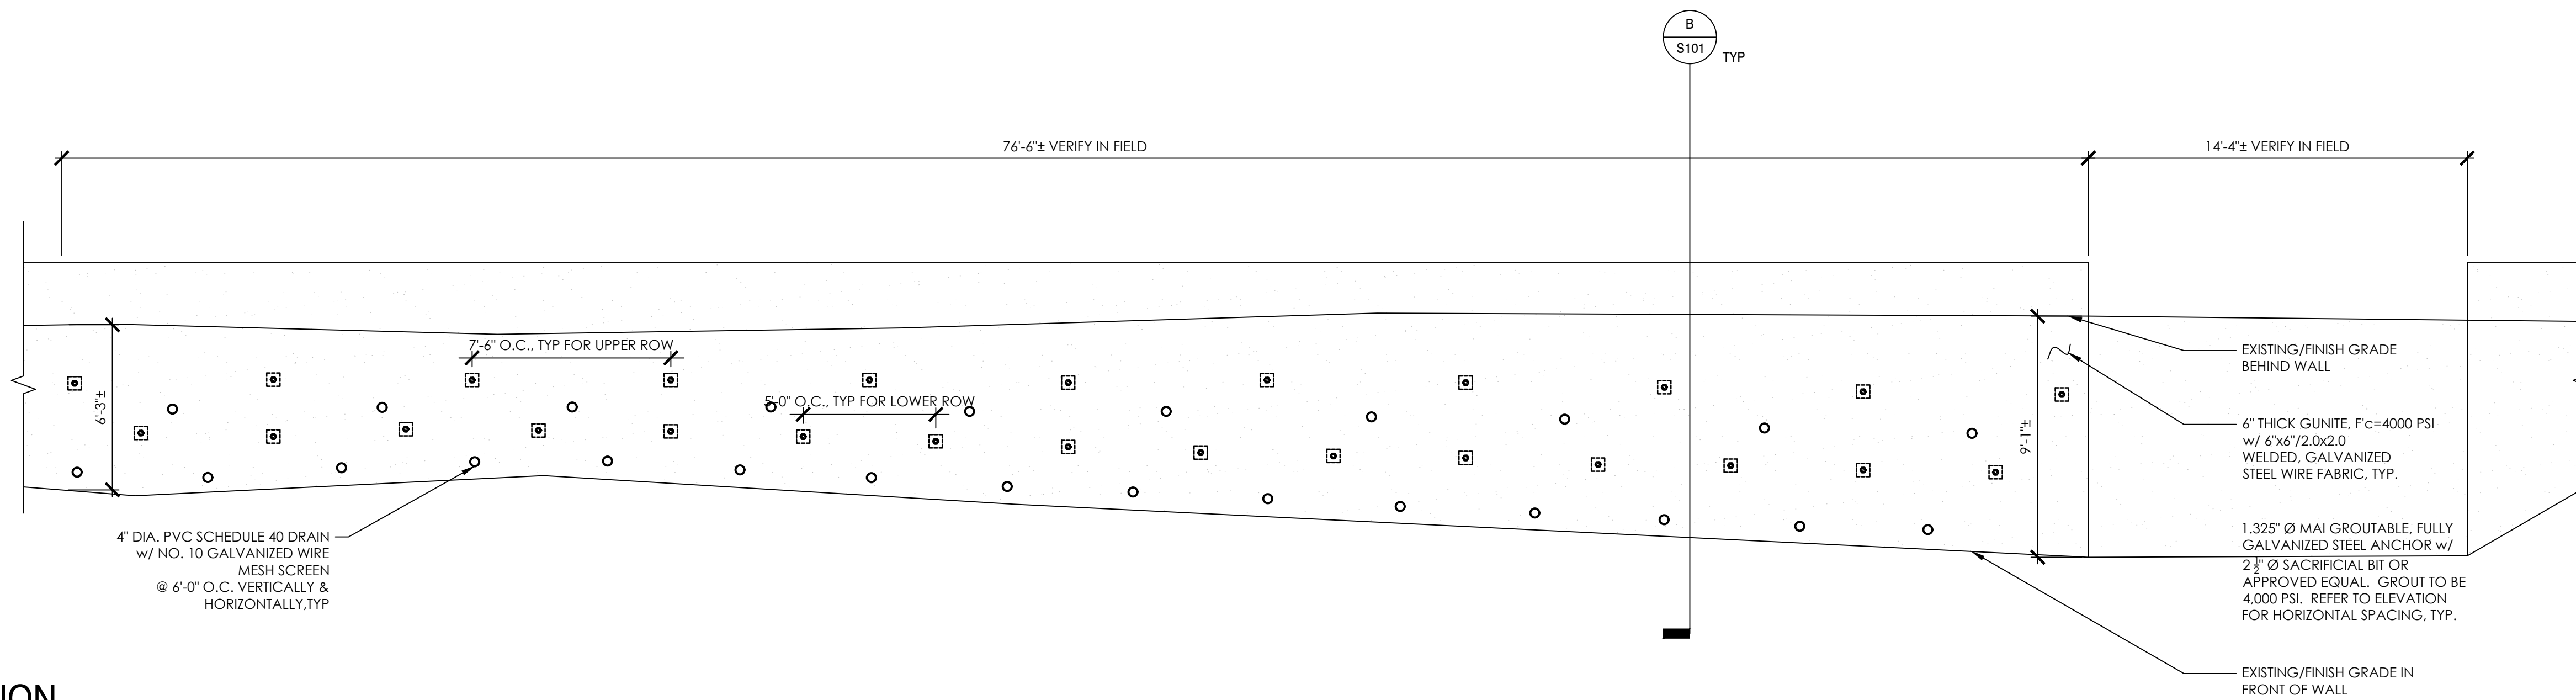 B
S101
TYP
76'-6"± VERIFY IN FIELD
14'-4"± VERIFY IN FIELD
7'-6" O.C., TYP FOR UPPER ROW
5'-0" O.C., TYP FOR LOWER ROW
6'-3"±
9'-1"±
EXISTING/FINISH GRADE
BEHIND WALL
6" THICK GUNITE, F'c=4000 PSI
w/ 6"x6"/2.0x2.0
WELDED, GALVANIZED
STEEL WIRE FABRIC, TYP.
4" DIA. PVC SCHEDULE 40 DRAIN
w/ NO. 10 GALVANIZED WIRE
MESH SCREEN
@ 6'-0" O.C. VERTICALLY &
HORIZONTALLY,TYP
1.325" Ø MAI GROUTABLE, FULLY
GALVANIZED STEEL ANCHOR w/
2 1/2" Ø SACRIFICIAL BIT OR
APPROVED EQUAL. GROUT TO BE
4,000 PSI. REFER TO ELEVATION
FOR HORIZONTAL SPACING, TYP.
EXISTING/FINISH GRADE IN
FRONT OF WALL
ION